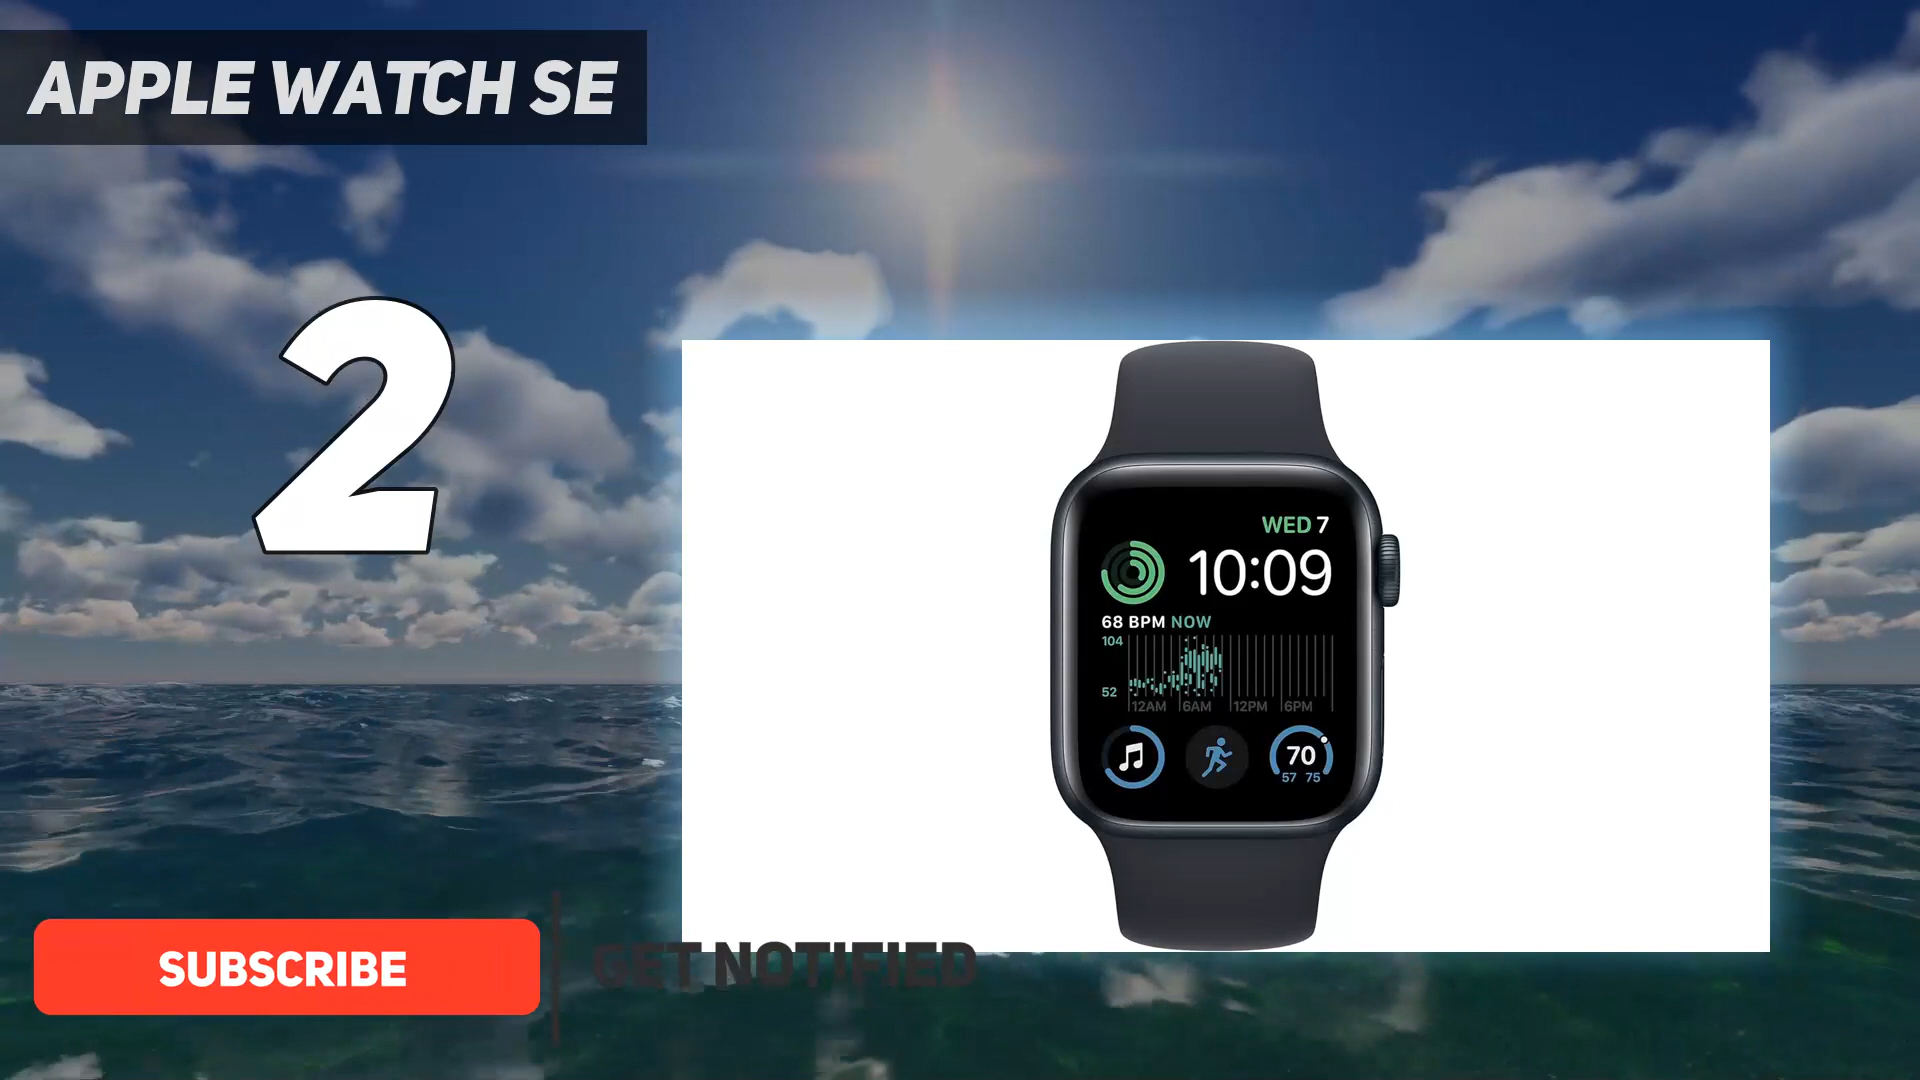 APPLE WATCH SE
2
WED 7
10:09
68 BPM NOW
104
52
12AM 6AM 12PM 6PM
70
57 75
SUBSCRIBE
GET NOTIFIED